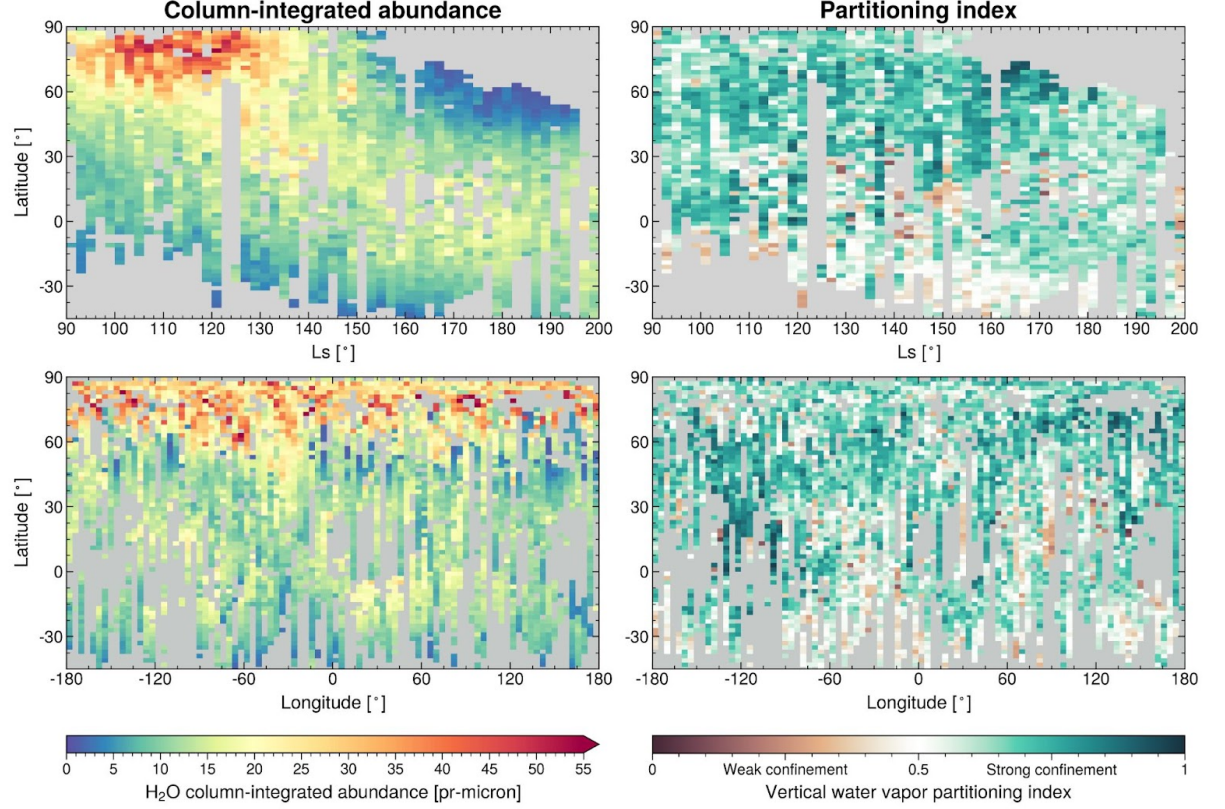 Column-integrated abundance
Partitioning index
90
60
30
0
-30
Latitude [°]
90 100 110 120 130 140 150 160 170 180 190 200
Ls [°]
90
60
30
0
-30
90 100 110 120 130 140 150 160 170 180 190 200
Ls [°]
90
60
30
0
-30
Latitude [°]
-180 -120 -60 0 60 120 180
Longitude [°]
90
60
30
0
-30
-180 -120 -60 0 60 120 180
Longitude [°]
0 5 10 15 20 25 30 35 40 45 50 55
H₂O column-integrated abundance [pr-micron]
0 Weak confinement 0.5 Strong confinement 1
Vertical water vapor partitioning index